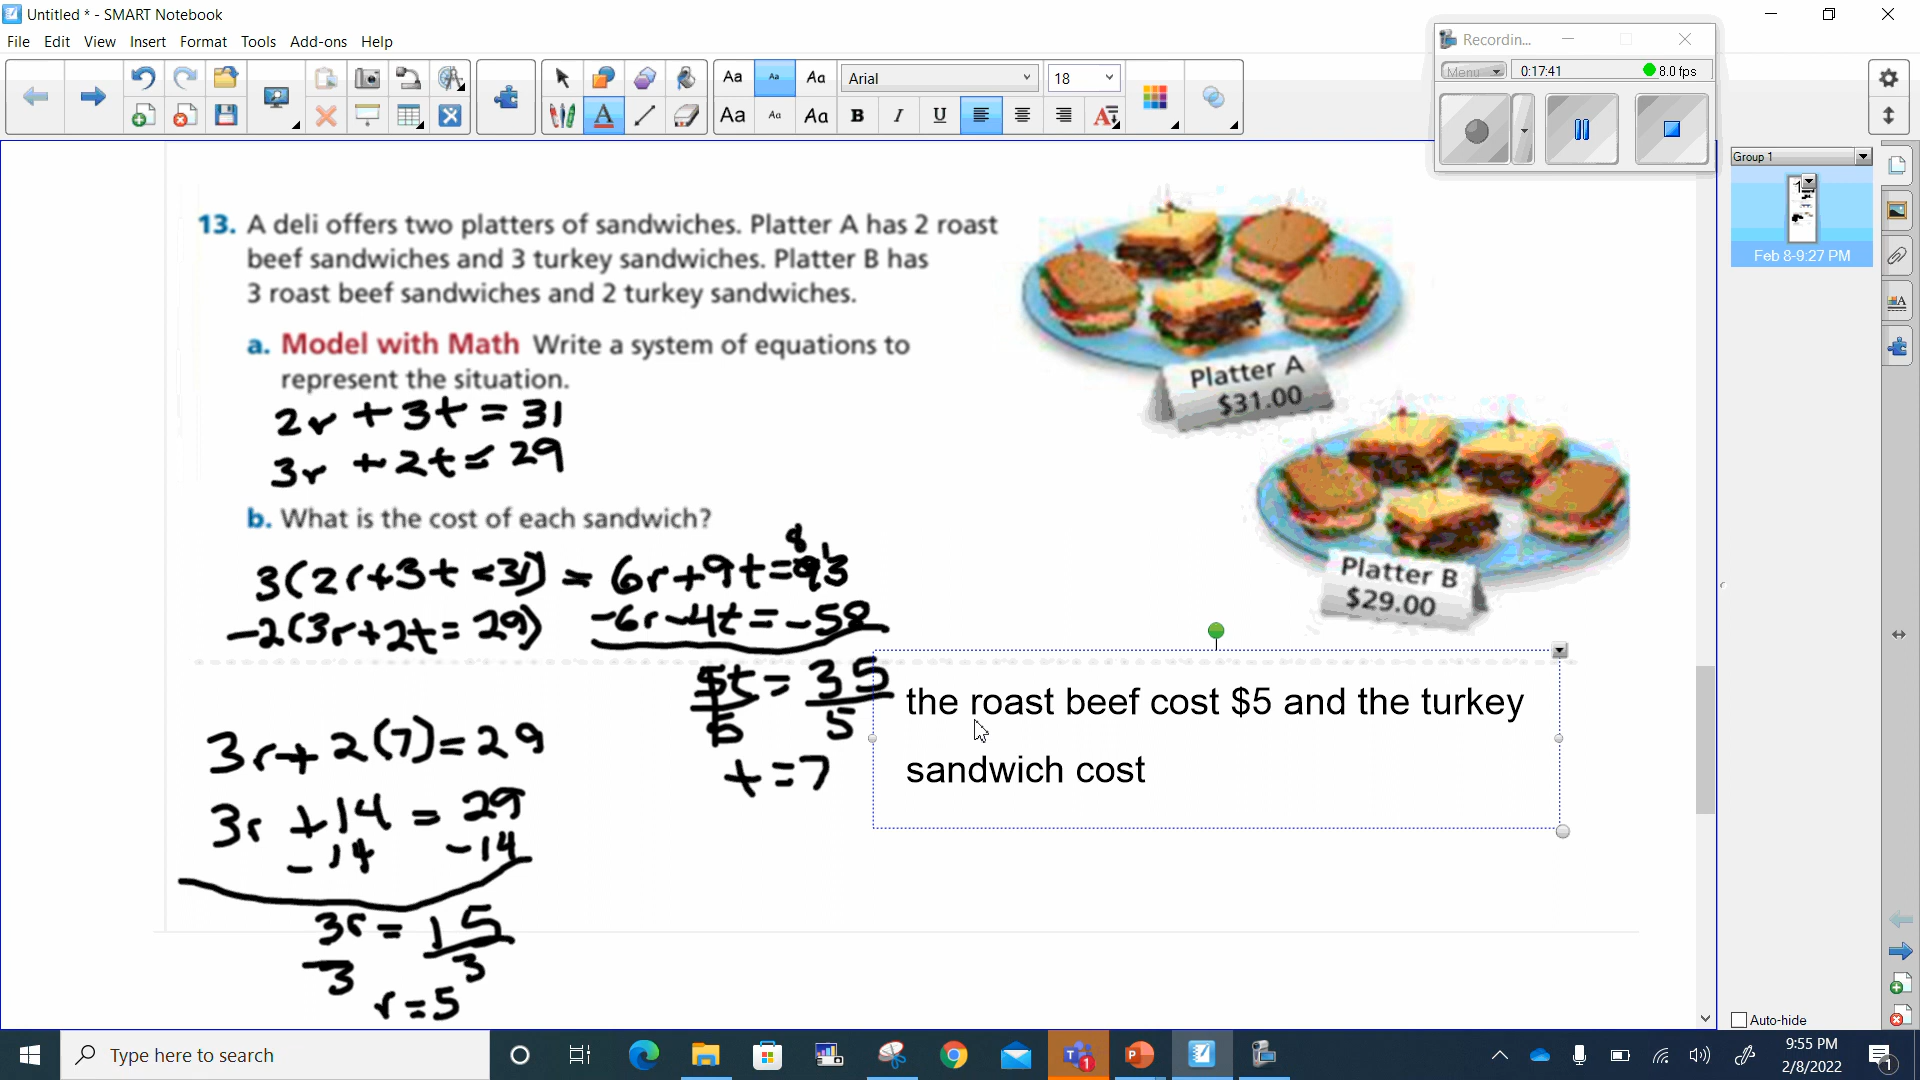 Untitled * - SMART Notebook
File Edit View Insert Format Tools Add-ons Help
Aa Aa Aa Arial 18
Aa Aa Aa B I U
Recordin...
Menu 0:17:41 8.0 fps
Group 1
Feb 8-9:27 PM
13. A deli offers two platters of sandwiches. Platter A has 2 roast
beef sandwiches and 3 turkey sandwiches. Platter B has
3 roast beef sandwiches and 2 turkey sandwiches.
a. Model with Math Write a system of equations to
represent the situation.
2r + 3t = 31
3r + 2t = 29
Platter A
$31.00
Platter B
$29.00
b. What is the cost of each sandwich?
3(2r+3t=31) = 6r+9t=93
-2(3r+2t=29) -6r-4t=-58
5t = 35
5 5
t=7
3r+2(7)=29
3r +14 = 29
-14 -14
3r = 15
3 3
r=5
the roast beef cost $5 and the turkey
sandwich cost
Auto-hide
Type here to search
9:55 PM
2/8/2022